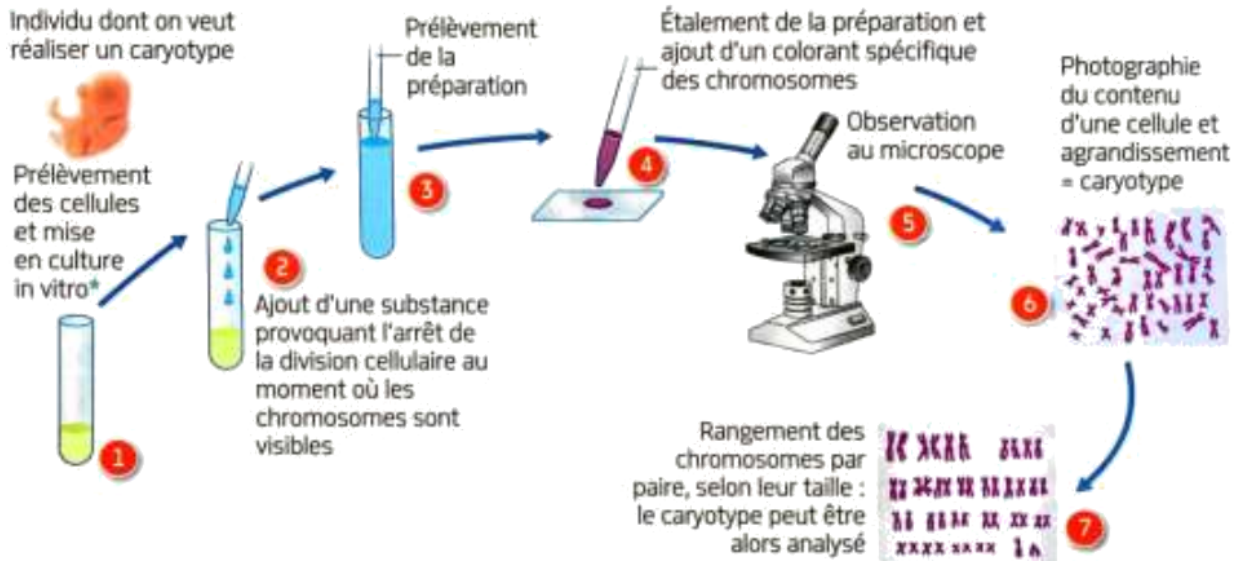 Individu dont on veut
réaliser un caryotype
Prélèvement
des cellules
et mise
en culture
in vitro*
1
2
Ajout d'une substance
provoquant l'arrêt de
la division cellulaire au
moment où les
chromosomes sont
visibles
Prélèvement
de la
préparation
3
Étalement de la préparation et
ajout d'un colorant spécifique
des chromosomes
4
Observation
au microscope
5
Photographie
du contenu
d'une cellule et
agrandissement
= caryotype
6
Rangement des
chromosomes par
paire, selon leur taille :
le caryotype peut être
alors analysé
7